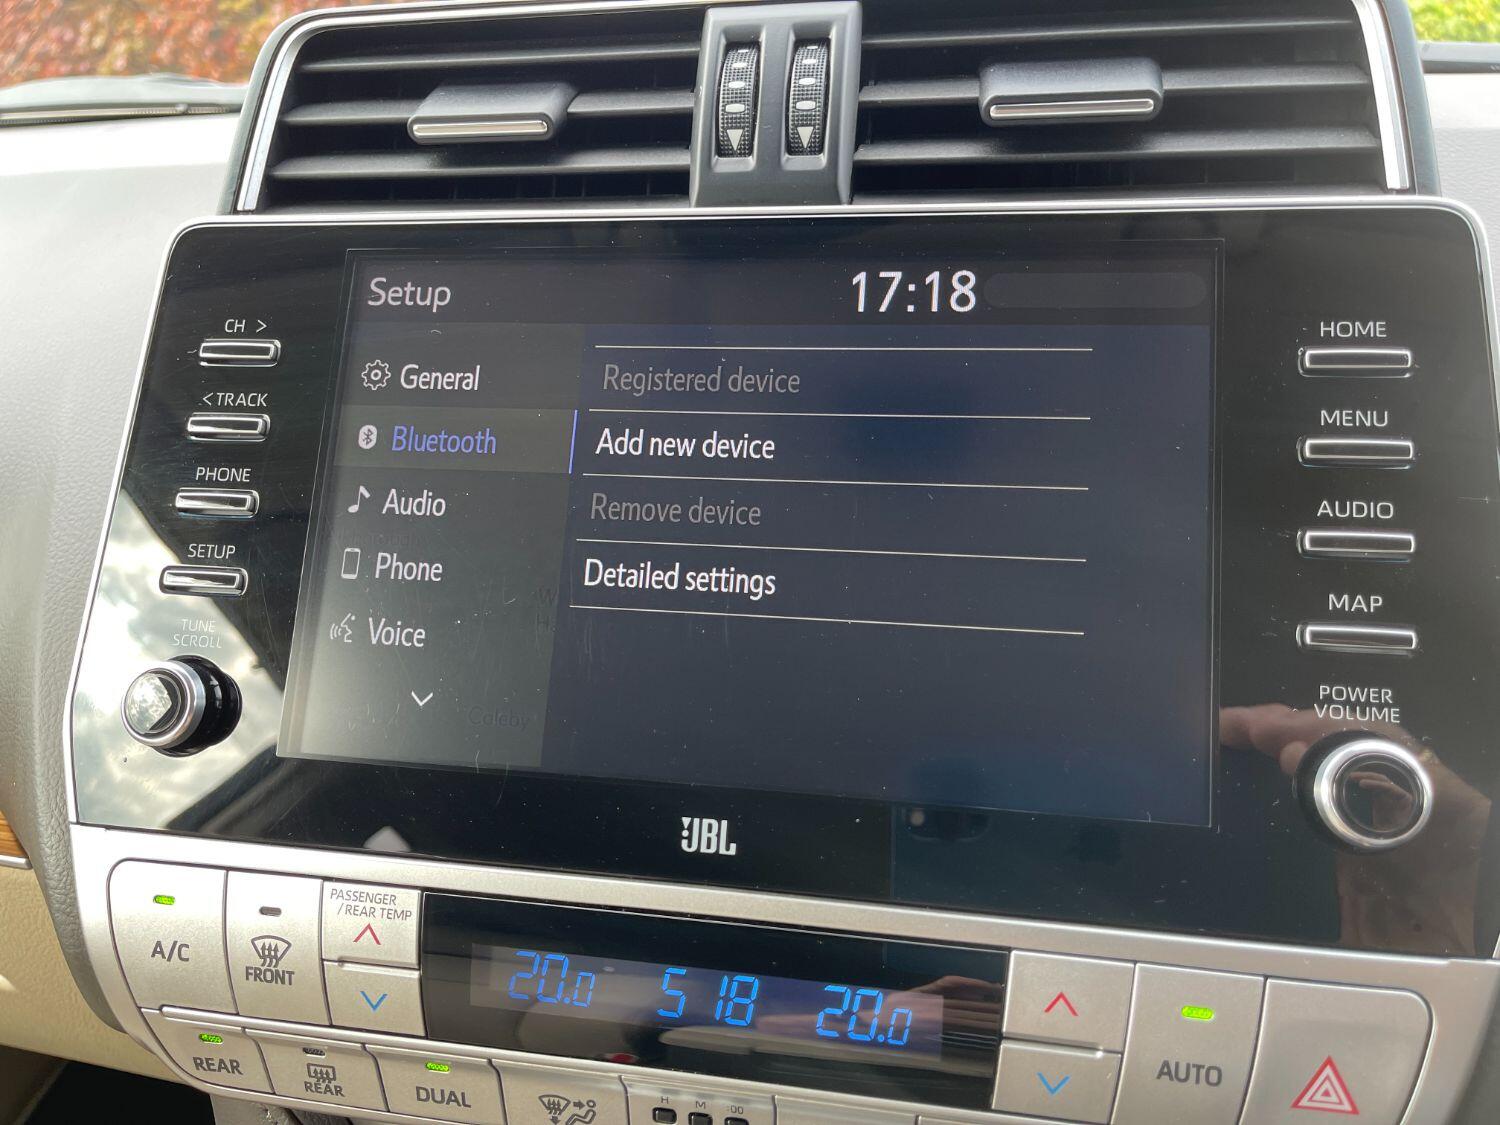 Setup
17:18
General
Bluetooth
Audio
Phone
Voice
Registered device
Add new device
Remove device
Detailed settings
CH >
< TRACK
PHONE
SETUP
TUNE
SCROLL
HOME
MENU
AUDIO
MAP
POWER
VOLUME
JBL
A/C
FRONT
PASSENGER
/REAR TEMP
20.0
5 18
20.0
REAR
REAR
DUAL
H M :00
AUTO